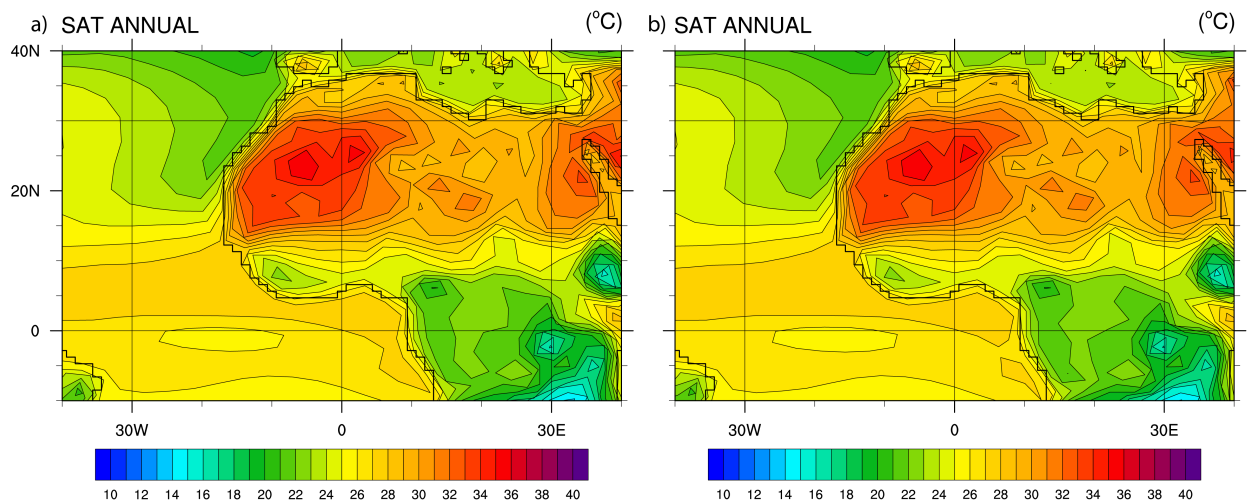 a) SAT ANNUAL (°C)
40N
20N
0
30W 0 30E
10 12 14 16 18 20 22 24 26 28 30 32 34 36 38 40
b) SAT ANNUAL (°C)
30W 0 30E
10 12 14 16 18 20 22 24 26 28 30 32 34 36 38 40